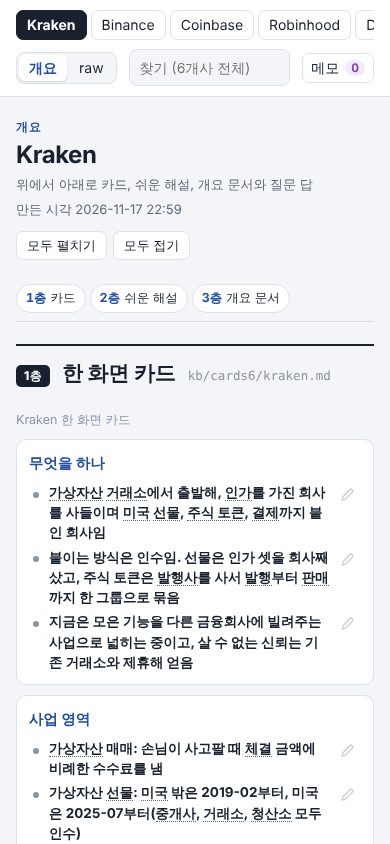 Kraken Binance Coinbase Robinhood
개요 raw 찾기 (6개사 전체) 메모 0
개요
Kraken
위에서 아래로 카드, 쉬운 해설, 개요 문서와 질문 답
만든 시각 2026-11-17 22:59
모두 펼치기 모두 접기
1층 카드 2층 쉬운 해설 3층 개요 문서
1층 한 화면 카드 kb/cards6/kraken.md
Kraken 한 화면 카드
무엇을 하나
가상자산 거래소에서 출발해, 인가를 가진 회사
를 사들이며 미국 선물, 주식 토큰, 결제까지 붙
인 회사임
붙이는 방식은 인수임. 선물은 인가 셋을 회사째
샀고, 주식 토큰은 발행사를 사서 발행부터 판매
까지 한 그룹으로 묶음
지금은 모은 기능을 다른 금융회사에 빌려주는
사업으로 넓히는 중이고, 살 수 없는 신뢰는 기
존 거래소와 제휴해 얻음
사업 영역
가상자산 매매: 손님이 사고팔 때 체결 금액에
비례한 수수료를 냄
가상자산 선물: 미국 밖은 2019-02부터, 미국
은 2025-07부터(중개사, 거래소, 청산소 모두
인수)